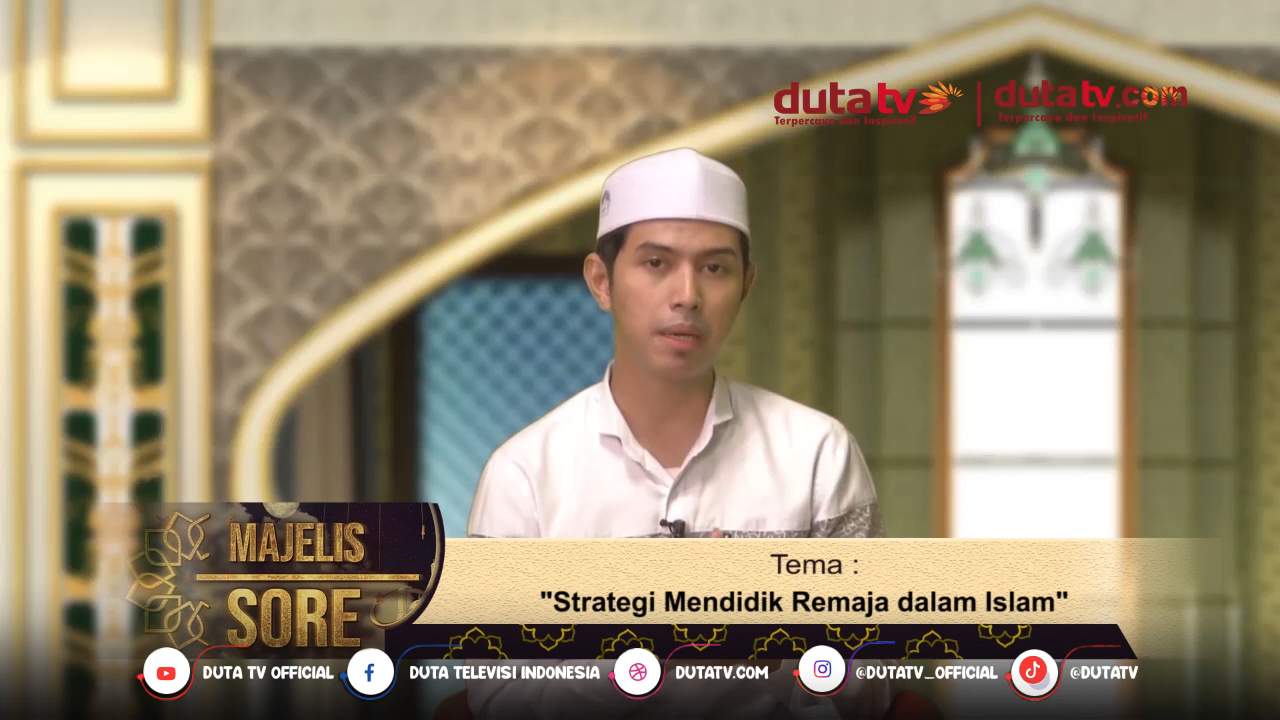 dutatv
Terpercaya dan Inspiratif
dutatv.com
Terpercaya dan Inspiratif
MAJELIS
SORE
Tema :
"Strategi Mendidik Remaja dalam Islam"
DUTA TV OFFICIAL
DUTA TELEVISI INDONESIA
DUTATV.COM
@DUTATV_OFFICIAL
@DUTATV